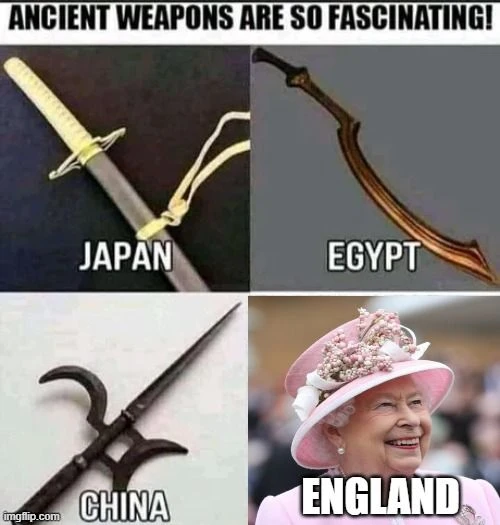 ANCIENT WEAPONS ARE SO FASCINATING!
JAPAN
EGYPT
CHINA
ENGLAND
imgflip.com